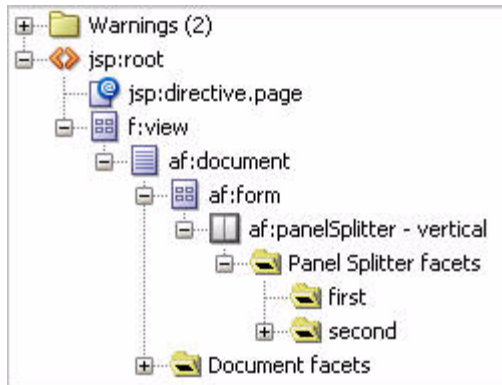 Warnings (2)
jsp:root
jsp:directive.page
f:view
af:document
af:form
af:panelSplitter - vertical
Panel Splitter facets
first
second
Document facets